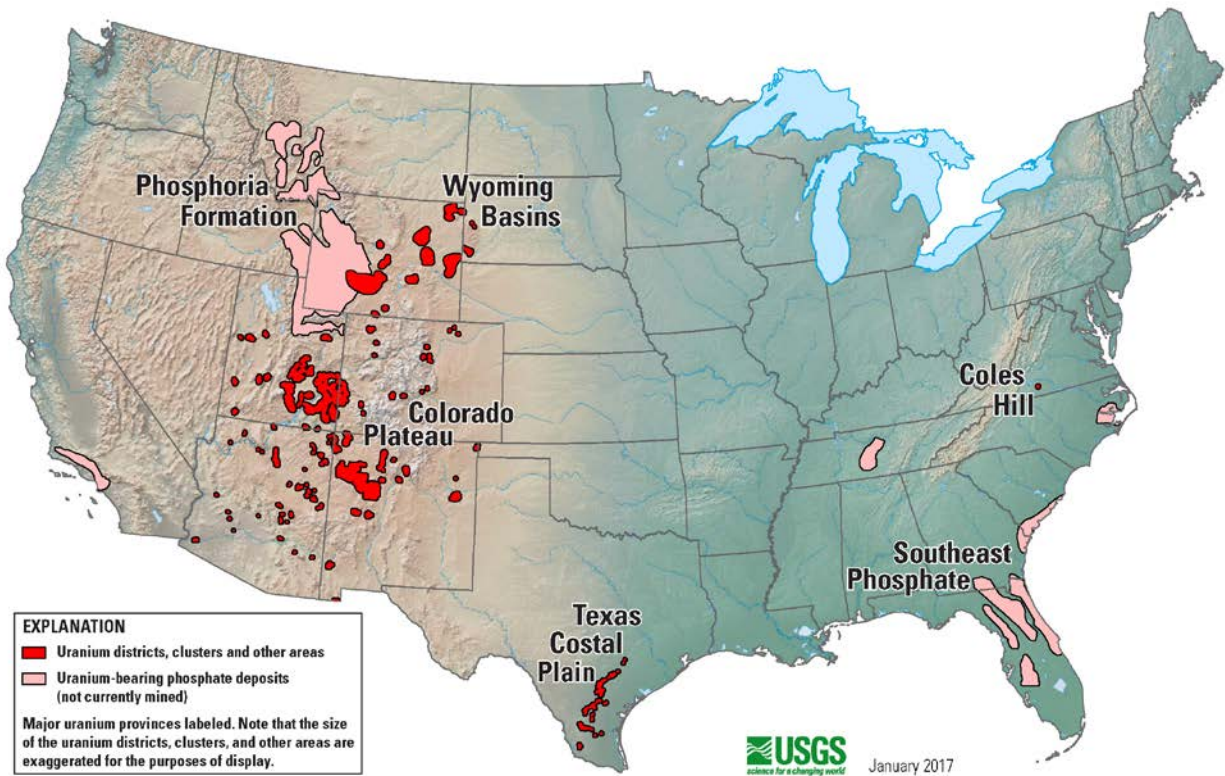 Phosphoria
Formation
Wyoming
Basins
Colorado
Plateau
Coles
Hill
Southeast
Phosphate
Texas
Costal
Plain
EXPLANATION
Uranium districts, clusters and other areas
Uranium-bearing phosphate deposits
(not currently mined)
Major uranium provinces labeled. Note that the size
of the uranium districts, clusters, and other areas are
exaggerated for the purposes of display.
USGS
science for a changing world
January 2017